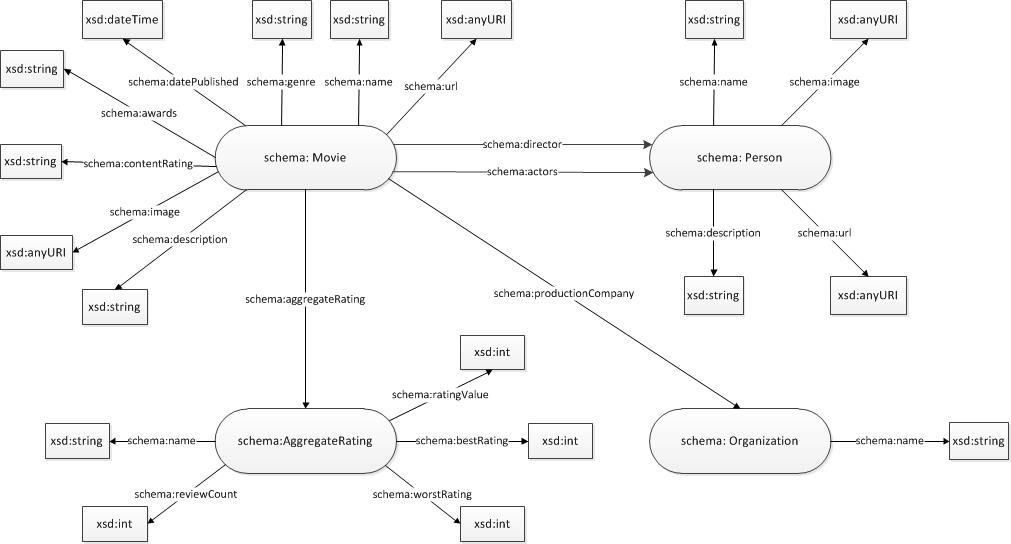 xsd:dateTime
xsd:string
xsd:string
xsd:anyURI
xsd:string
xsd:anyURI
xsd:string
schema:datePublished
schema:genre
schema:name
schema:url
schema:name
schema:image
schema:awards
schema:director
xsd:string
schema:contentRating
schema: Movie
schema: Person
schema:actors
schema:image
schema:description
schema:description
schema:url
xsd:anyURI
xsd:string
schema:aggregateRating
schema:productionCompany
xsd:string
xsd:anyURI
xsd:int
schema:ratingValue
xsd:string
schema:name
schema:AggregateRating
schema:bestRating
xsd:int
schema: Organization
schema:name
xsd:string
schema:reviewCount
schema:worstRating
xsd:int
xsd:int